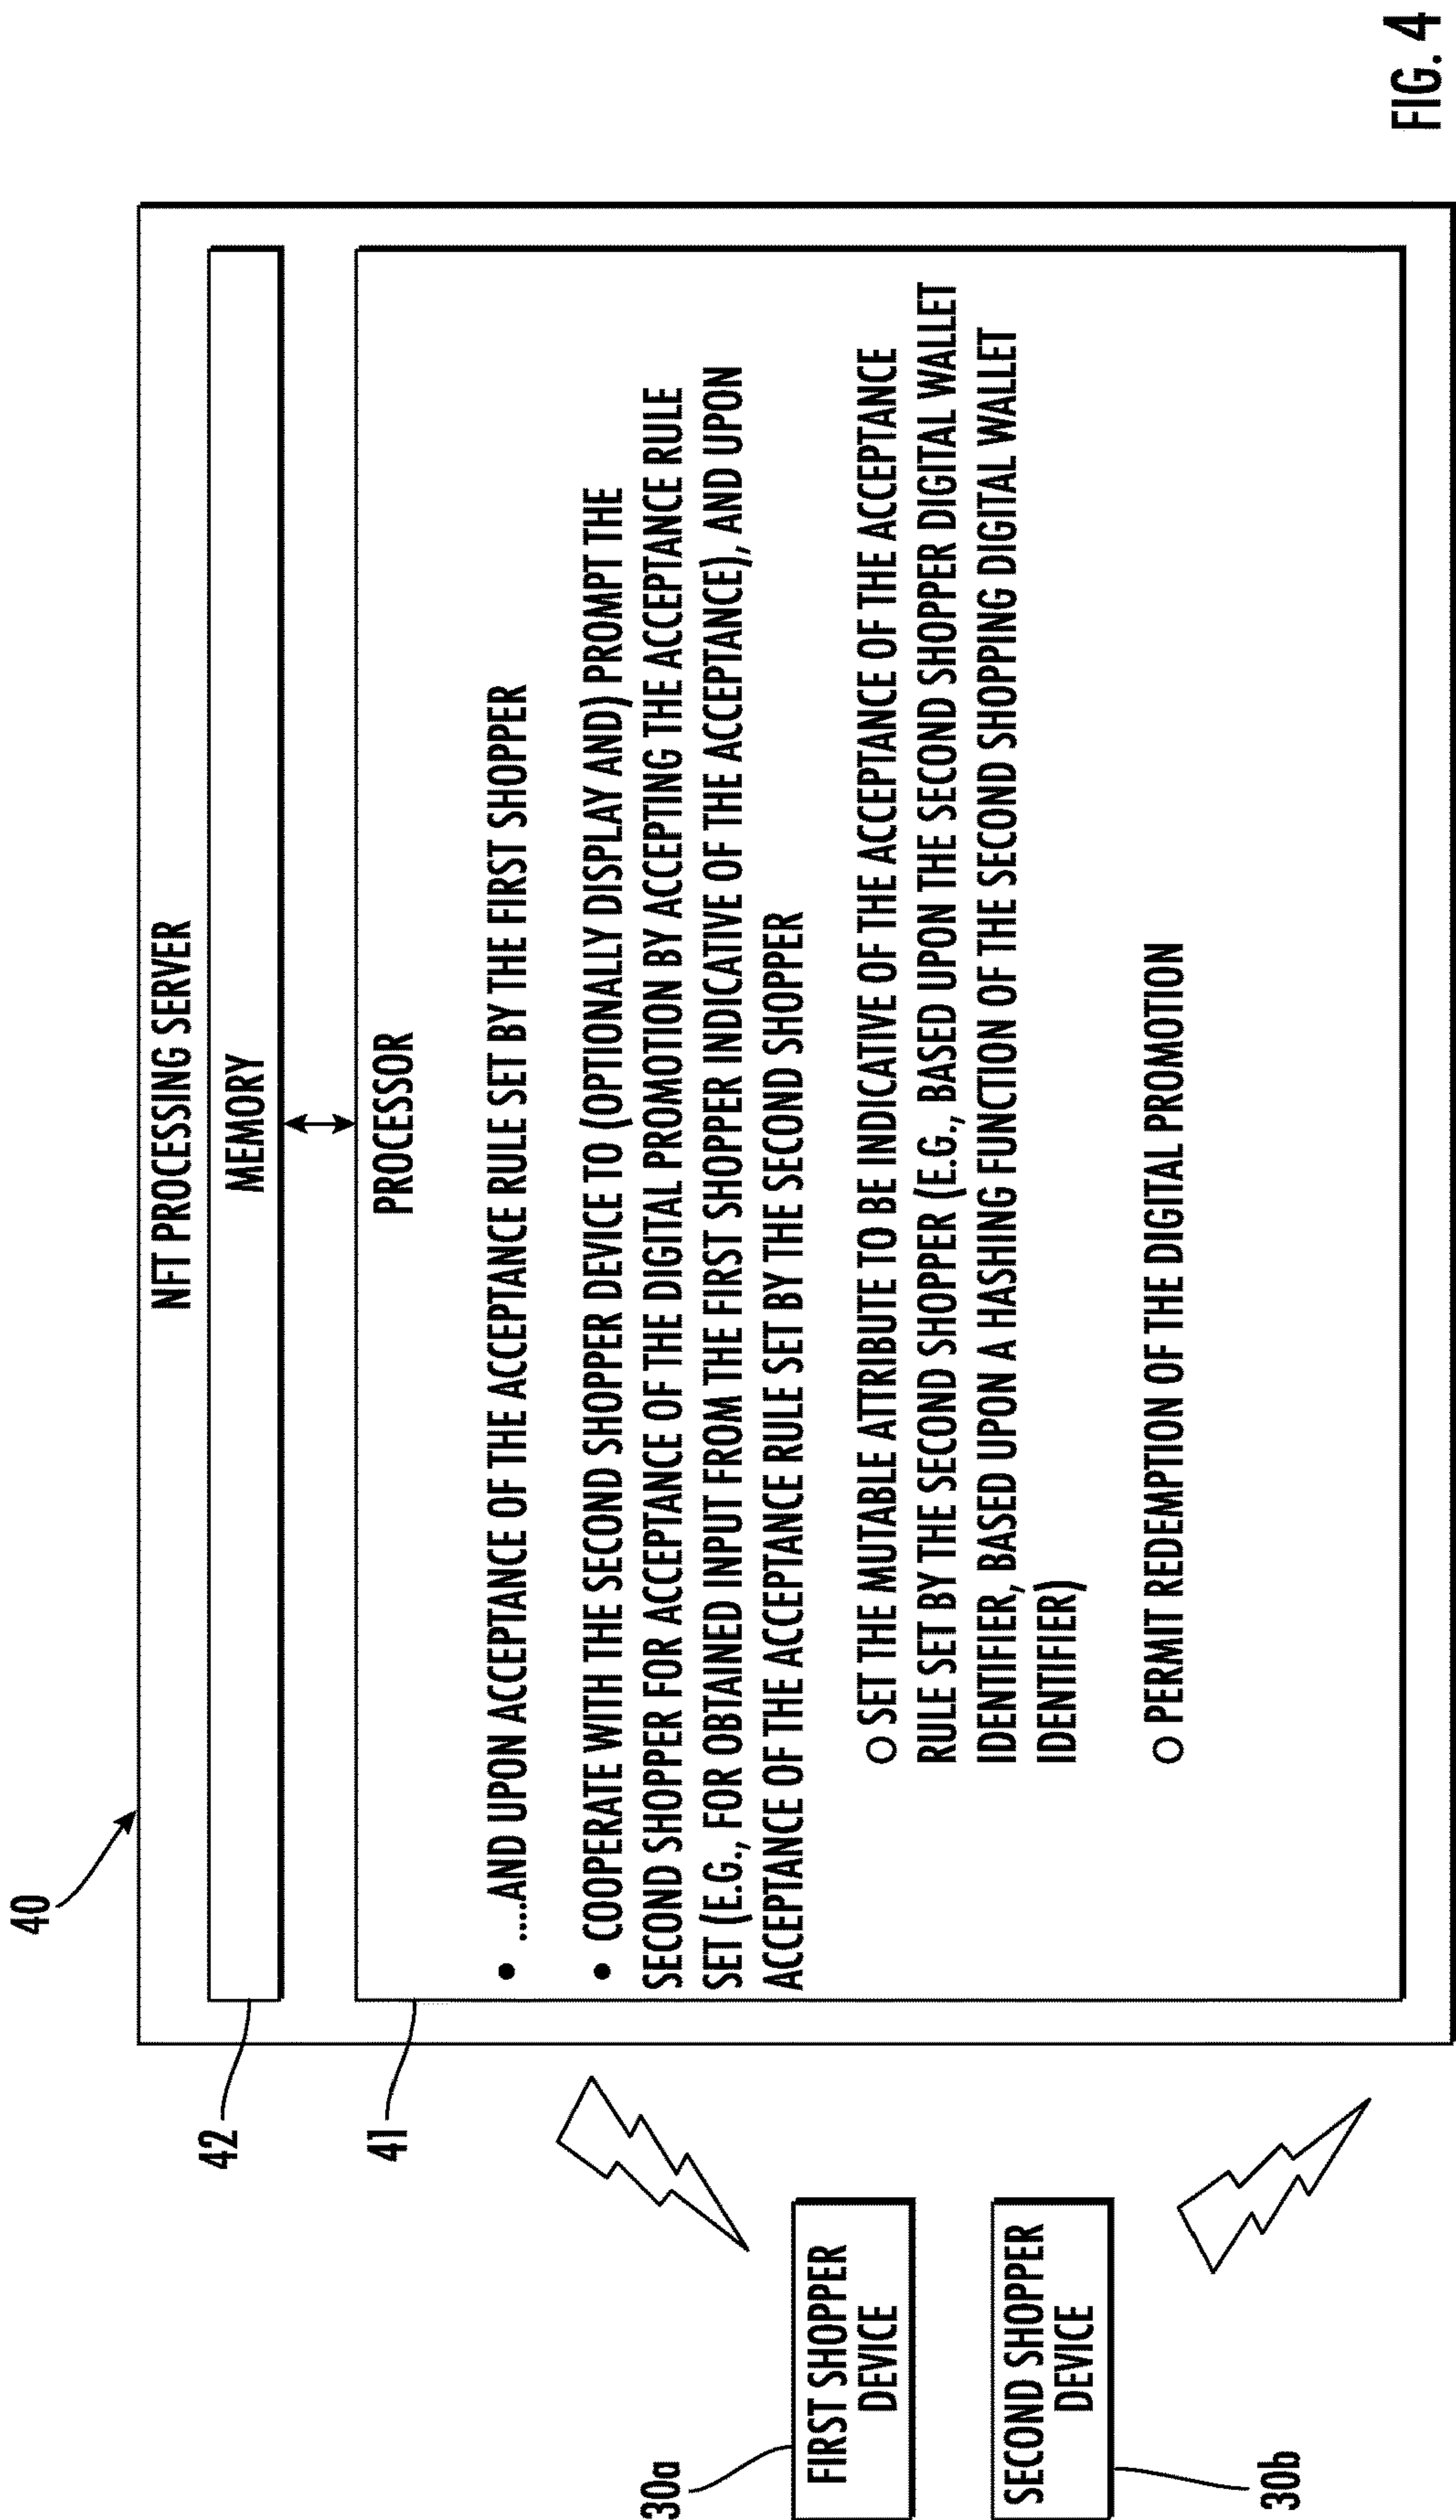 40
NFT PROCESSING SERVER
42
MEMORY
41
PROCESSOR
• ....AND UPON ACCEPTANCE OF THE ACCEPTANCE RULE SET BY THE FIRST SHOPPER
• COOPERATE WITH THE SECOND SHOPPER DEVICE TO (OPTIONALLY DISPLAY AND) PROMPT THE
SECOND SHOPPER FOR ACCEPTANCE OF THE DIGITAL PROMOTION BY ACCEPTING THE ACCEPTANCE RULE
SET (E.G., FOR OBTAINED INPUT FROM THE FIRST SHOPPER INDICATIVE OF THE ACCEPTANCE), AND UPON
ACCEPTANCE OF THE ACCEPTANCE RULE SET BY THE SECOND SHOPPER
○ SET THE MUTABLE ATTRIBUTE TO BE INDICATIVE OF THE ACCEPTANCE OF THE ACCEPTANCE
RULE SET BY THE SECOND SHOPPER (E.G., BASED UPON THE SECOND SHOPPER DIGITAL WALLET
IDENTIFIER, BASED UPON A HASHING FUNCTION OF THE SECOND SHOPPING DIGITAL WALLET
IDENTIFIER)
○ PERMIT REDEMPTION OF THE DIGITAL PROMOTION
30a
FIRST SHOPPER
DEVICE
SECOND SHOPPER
DEVICE
30b
FIG. 4